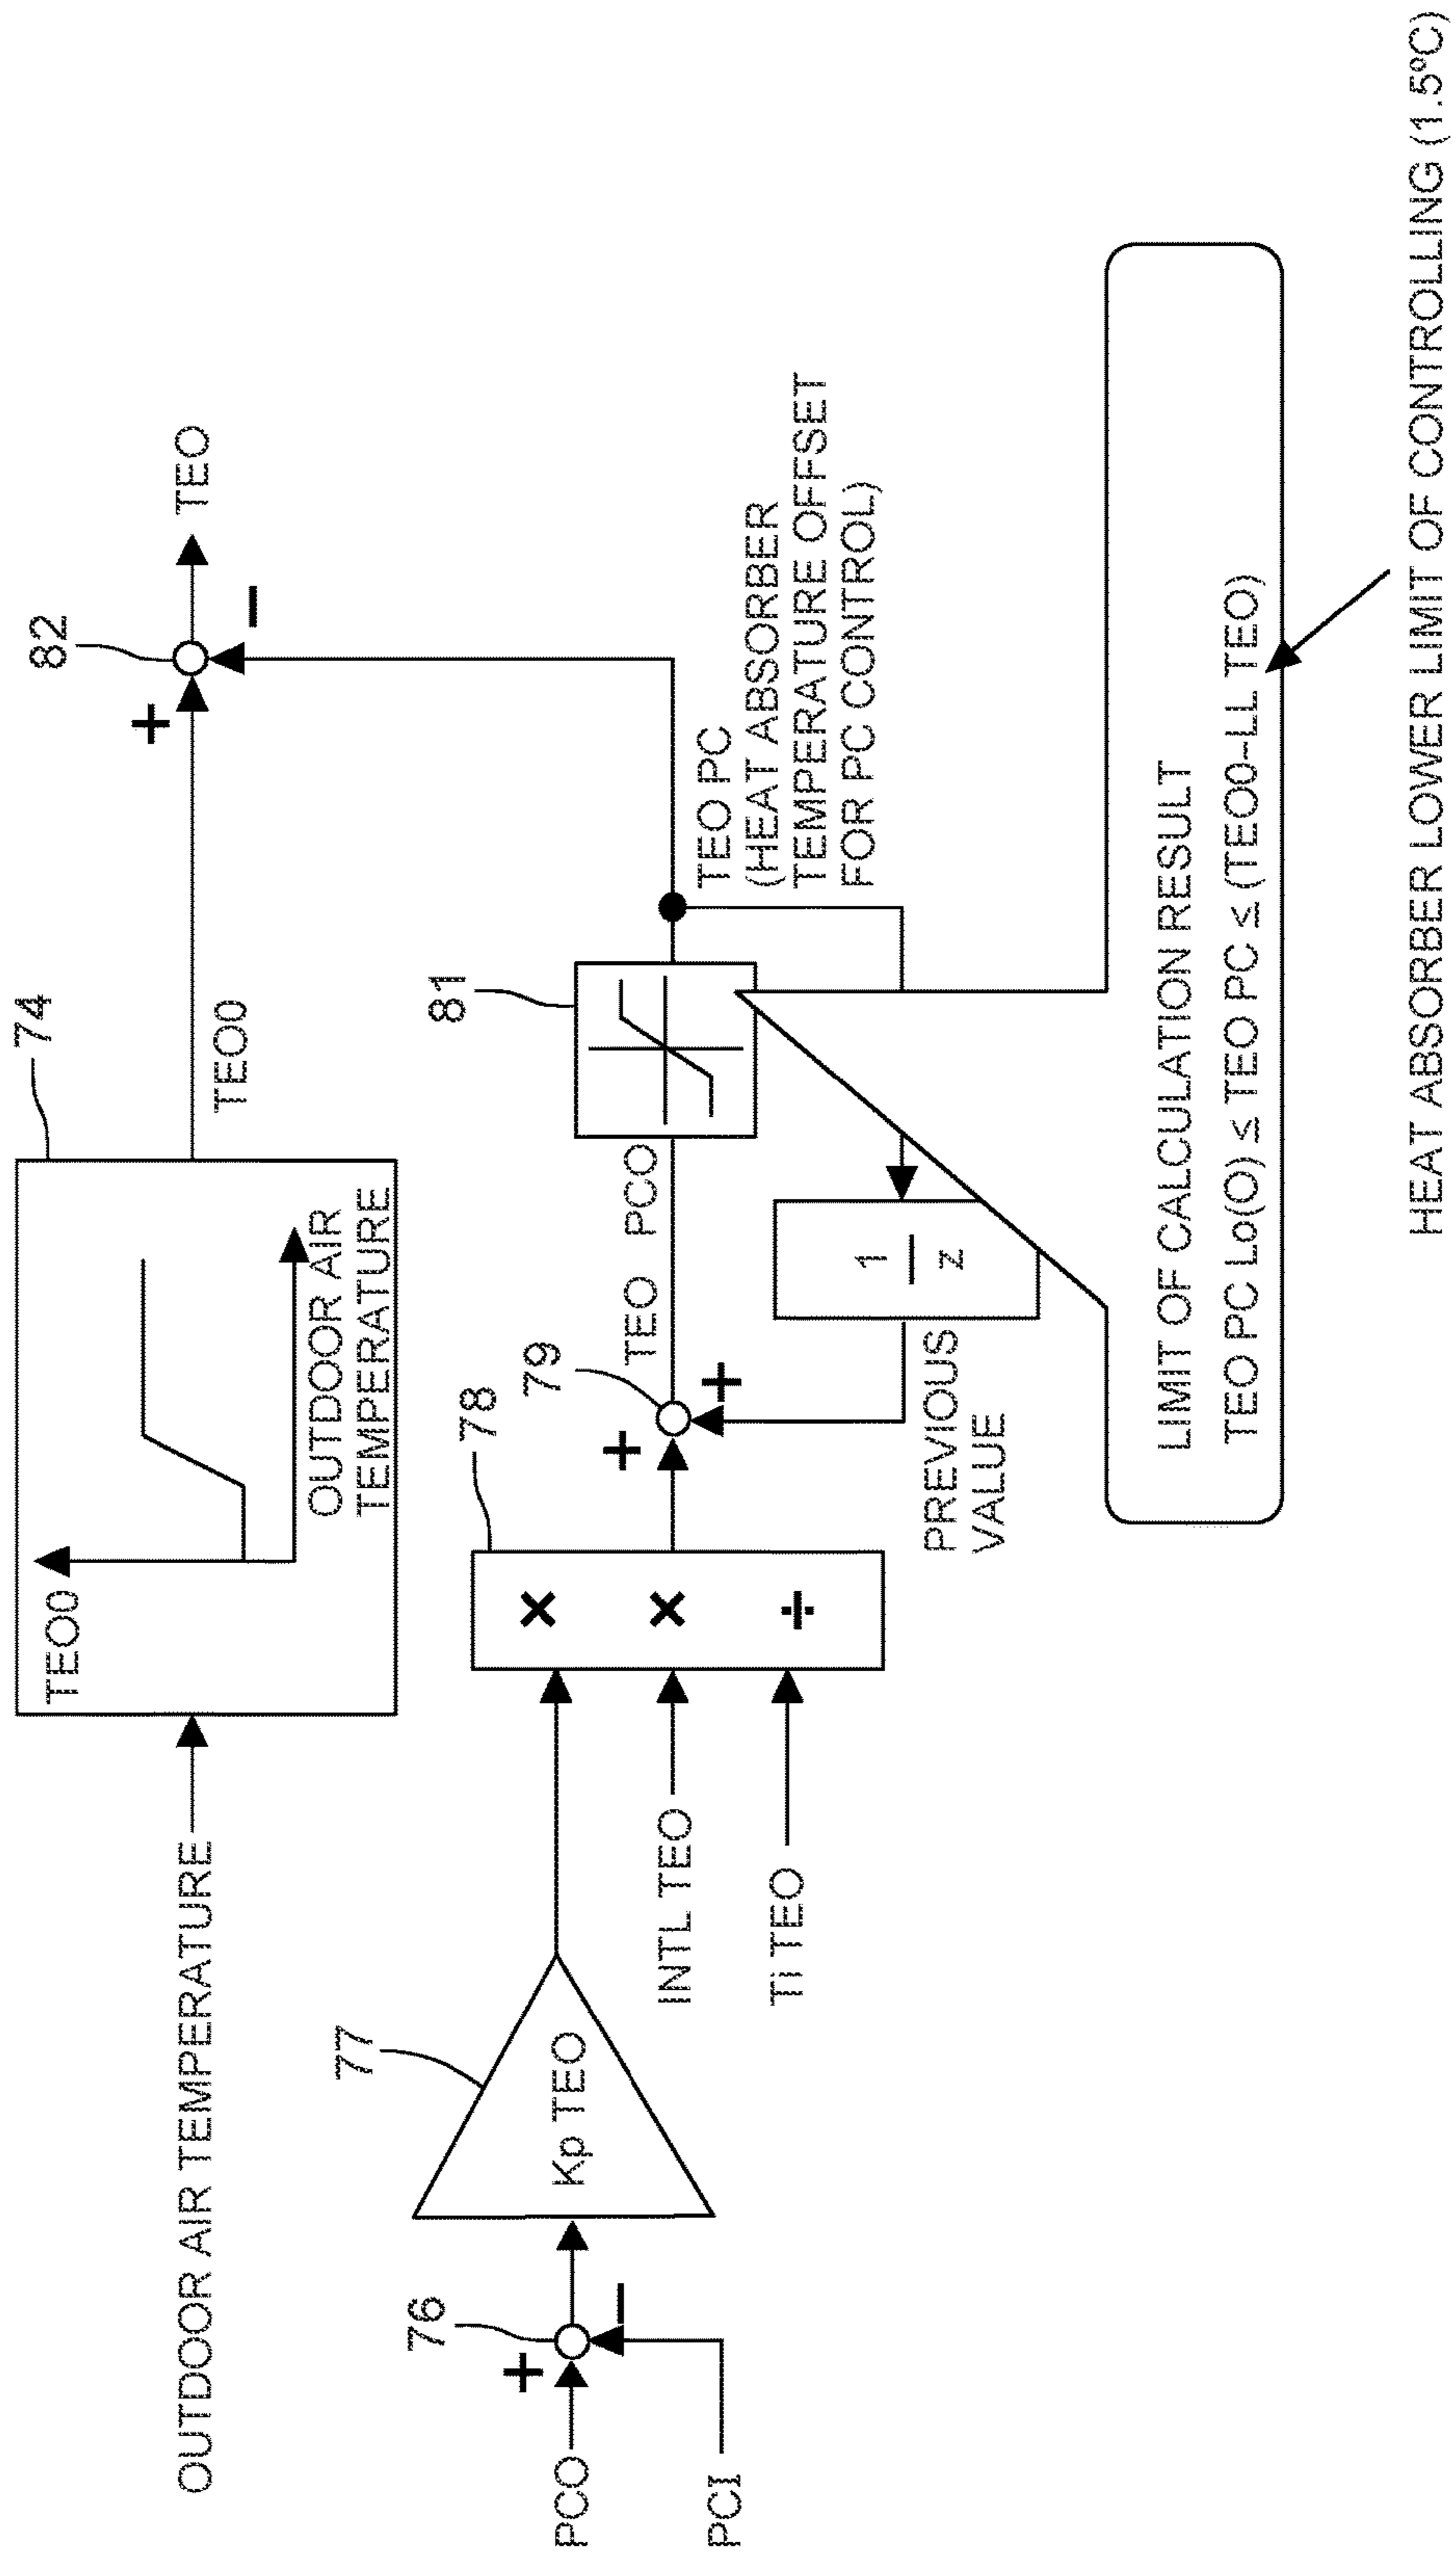 74
TEO0
OUTDOOR AIR
TEMPERATURE
OUTDOOR AIR TEMPERATURE
TEO0
82
+
−
TEO
76
+
−
PCO
PCI
77
Kp TEO
INTL TEO
Ti TEO
78
×
×
÷
79
+
+
TEO PCO
81
PREVIOUS
VALUE
1
z
TEO PC
(HEAT ABSORBER
TEMPERATURE OFFSET
FOR PC CONTROL)
LIMIT OF CALCULATION RESULT
TEO PC Lo(O) ≤ TEO PC ≤ (TEO0-LL TEO)
HEAT ABSORBER LOWER LIMIT OF CONTROLLING (1.5°C)